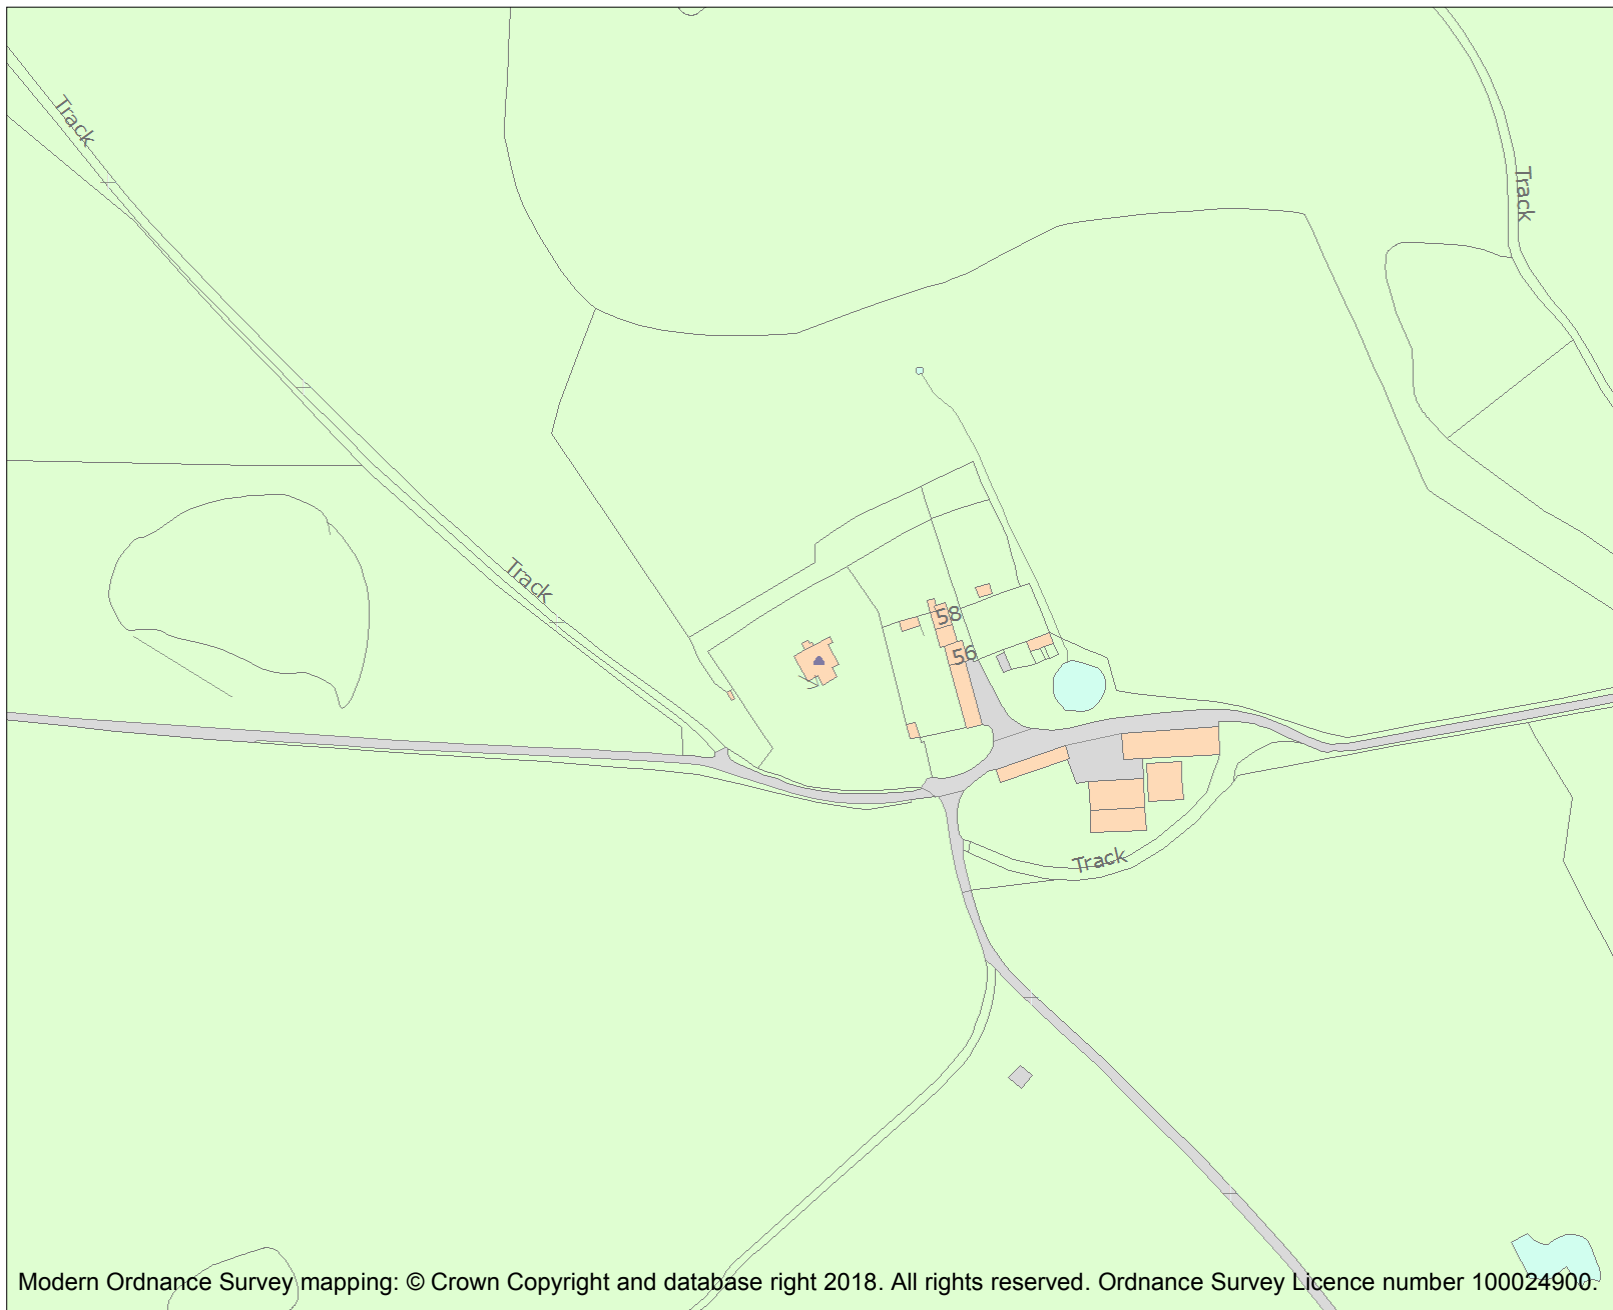 Track
Track
Track
58
56
Track
Modern Ordnance Survey mapping: © Crown Copyright and database right 2018. All rights reserved. Ordnance Survey Licence number 100024900.